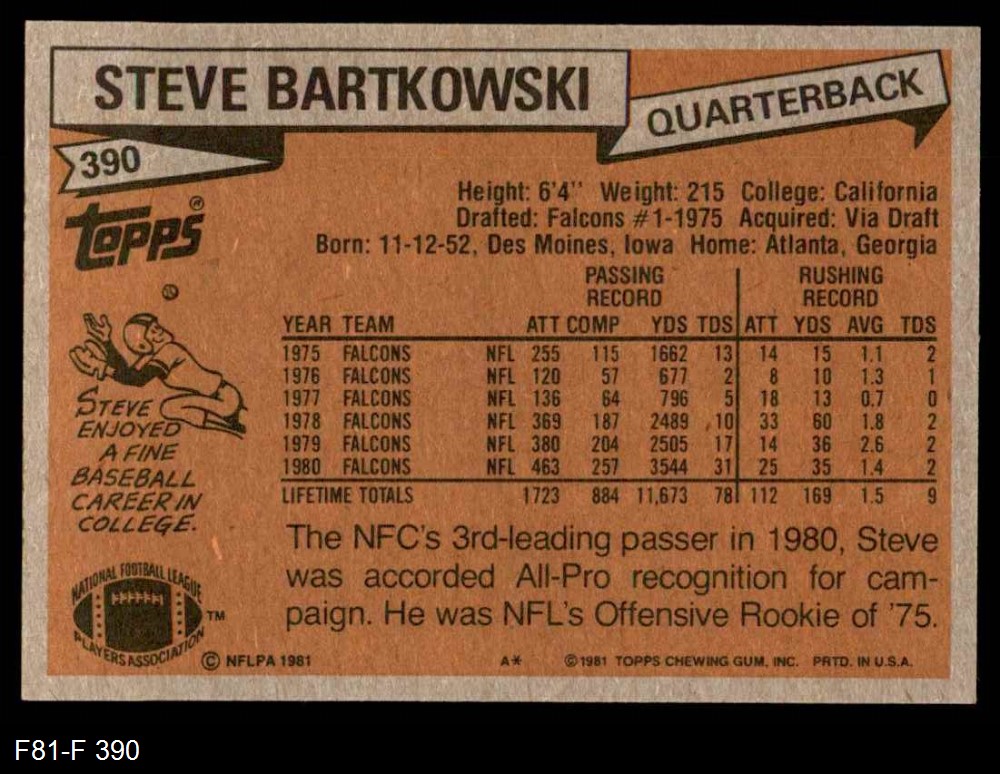 STEVE BARTKOWSKI
QUARTERBACK
390
TOPPS®
Height: 6'4'' Weight: 215 College: California
Drafted: Falcons #1-1975 Acquired: Via Draft
Born: 11-12-52, Des Moines, Iowa Home: Atlanta, Georgia
PASSING RECORD RUSHING RECORD
YEAR TEAM ATT COMP YDS TDS ATT YDS AVG TDS
1975 FALCONS NFL 255 115 1662 13 14 15 1.1 2
1976 FALCONS NFL 120 57 677 2 8 10 1.3 1
1977 FALCONS NFL 136 64 796 5 18 13 0.7 0
1978 FALCONS NFL 369 187 2489 10 33 60 1.8 2
1979 FALCONS NFL 380 204 2505 17 14 36 2.6 2
1980 FALCONS NFL 463 257 3544 31 25 35 1.4 2
LIFETIME TOTALS 1723 884 11,673 78 112 169 1.5 9
STEVE
ENJOYED
A FINE
BASEBALL
CAREER IN
COLLEGE.
The NFC's 3rd-leading passer in 1980, Steve
was accorded All-Pro recognition for cam-
paign. He was NFL's Offensive Rookie of '75.
NATIONAL FOOTBALL LEAGUE
PLAYERS ASSOCIATION
TM
© NFLPA 1981 A* © 1981 TOPPS CHEWING GUM, INC. PRTD. IN U.S.A.
F81-F 390